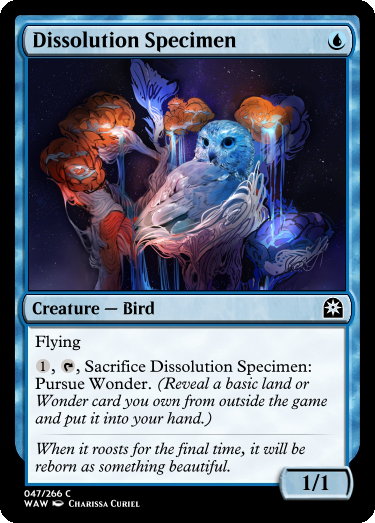 Dissolution Specimen
Creature — Bird
Flying
1, , Sacrifice Dissolution Specimen:
Pursue Wonder. (Reveal a basic land or
Wonder card you own from outside the
game and put it into your hand.)
When it roosts for the final time, it will be
reborn as something beautiful.
1/1
047/266 C
WAW Charissa Curiel